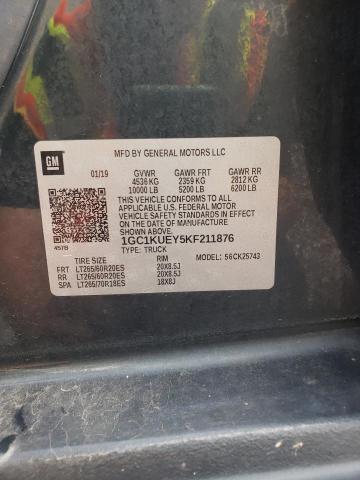 GM
MFD BY GENERAL MOTORS LLC
01/19 GVWR GAWR FRT GAWR RR
4536 KG 2359 KG 2812 KG
10000 LB 5200 LB 6200 LB
THIS VEHICLE CONFORMS TO ALL
APPLICABLE U.S. FEDERAL MOTOR
VEHICLE SAFETY STANDARDS IN
EFFECT ON THE DATE OF MANUFACTURE
SHOWN ABOVE.
1GC1KUEY5KF211876
TYPE: TRUCK
457B
TIRE SIZE RIM MODEL: 56CK25743
FRT LT265/60R20ES 20X8.5J
RR LT265/60R20ES 20X8.5J
SPA LT265/70R18ES 18X8J